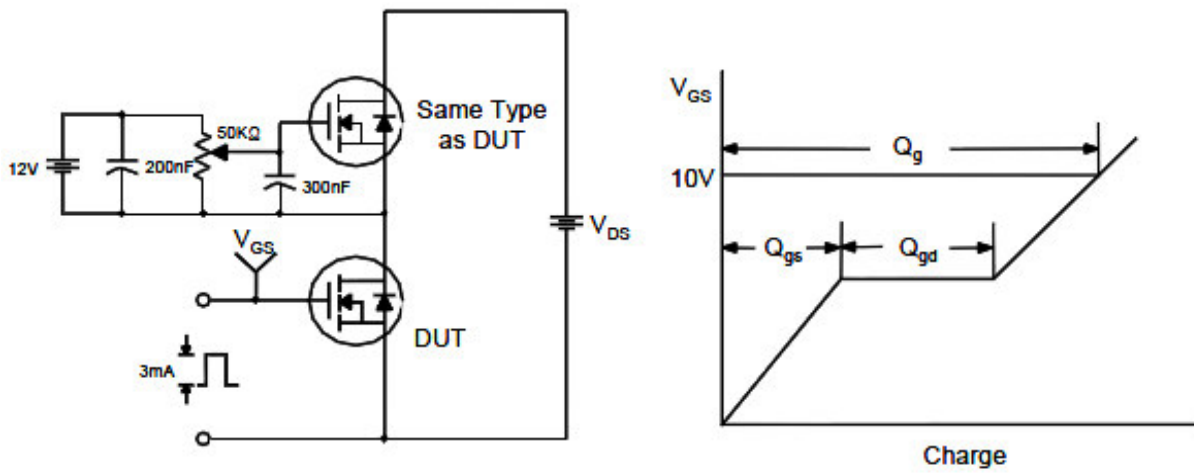 12V
200nF
50KΩ
300nF
Same Type
as DUT
V_DS
V_GS
DUT
3mA
V_GS
10V
Q_g
Q_gs
Q_gd
Charge